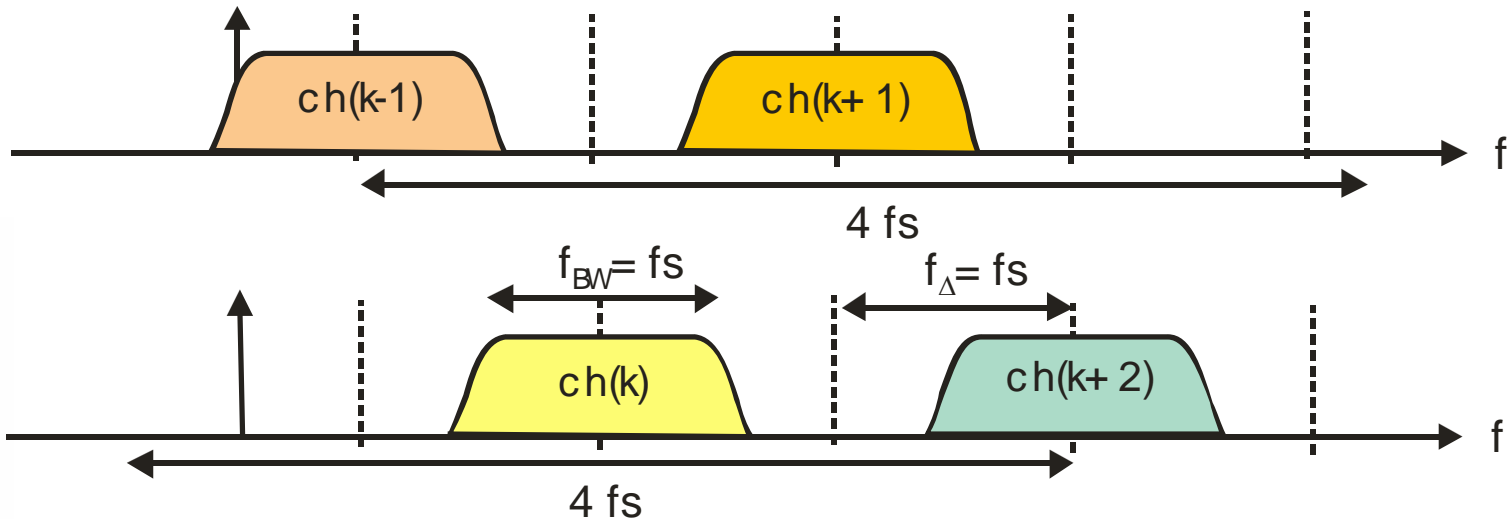 ch(k-1)
ch(k+1)
f
4 fs
f_BW = fs
f_Δ = fs
ch(k)
ch(k+2)
f
4 fs